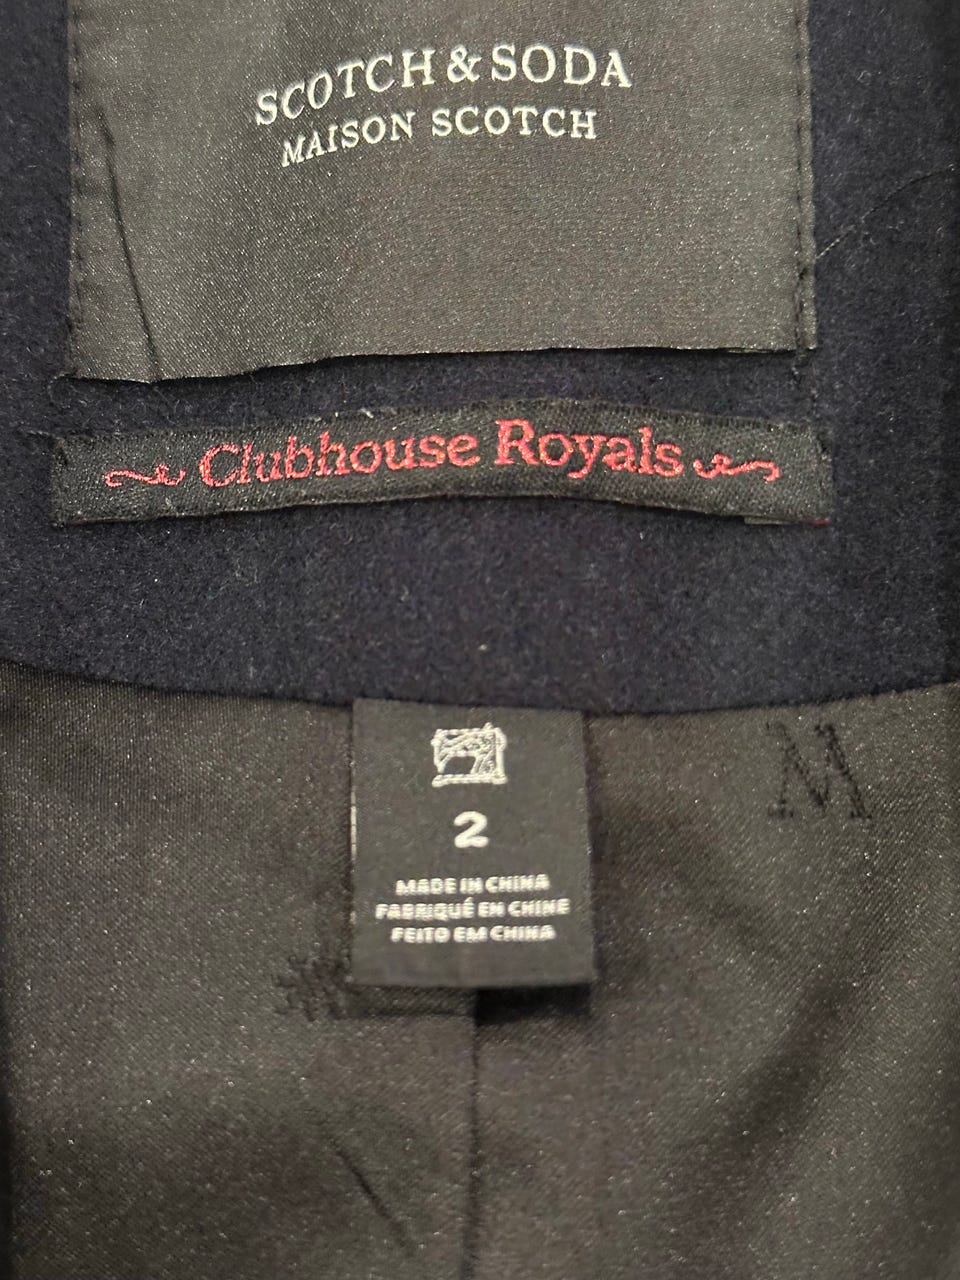 SCOTCH & SODA
MAISON SCOTCH
Clubhouse Royals
M
2
MADE IN CHINA
FABRIQUÉ EN CHINE
FEITO EM CHINA